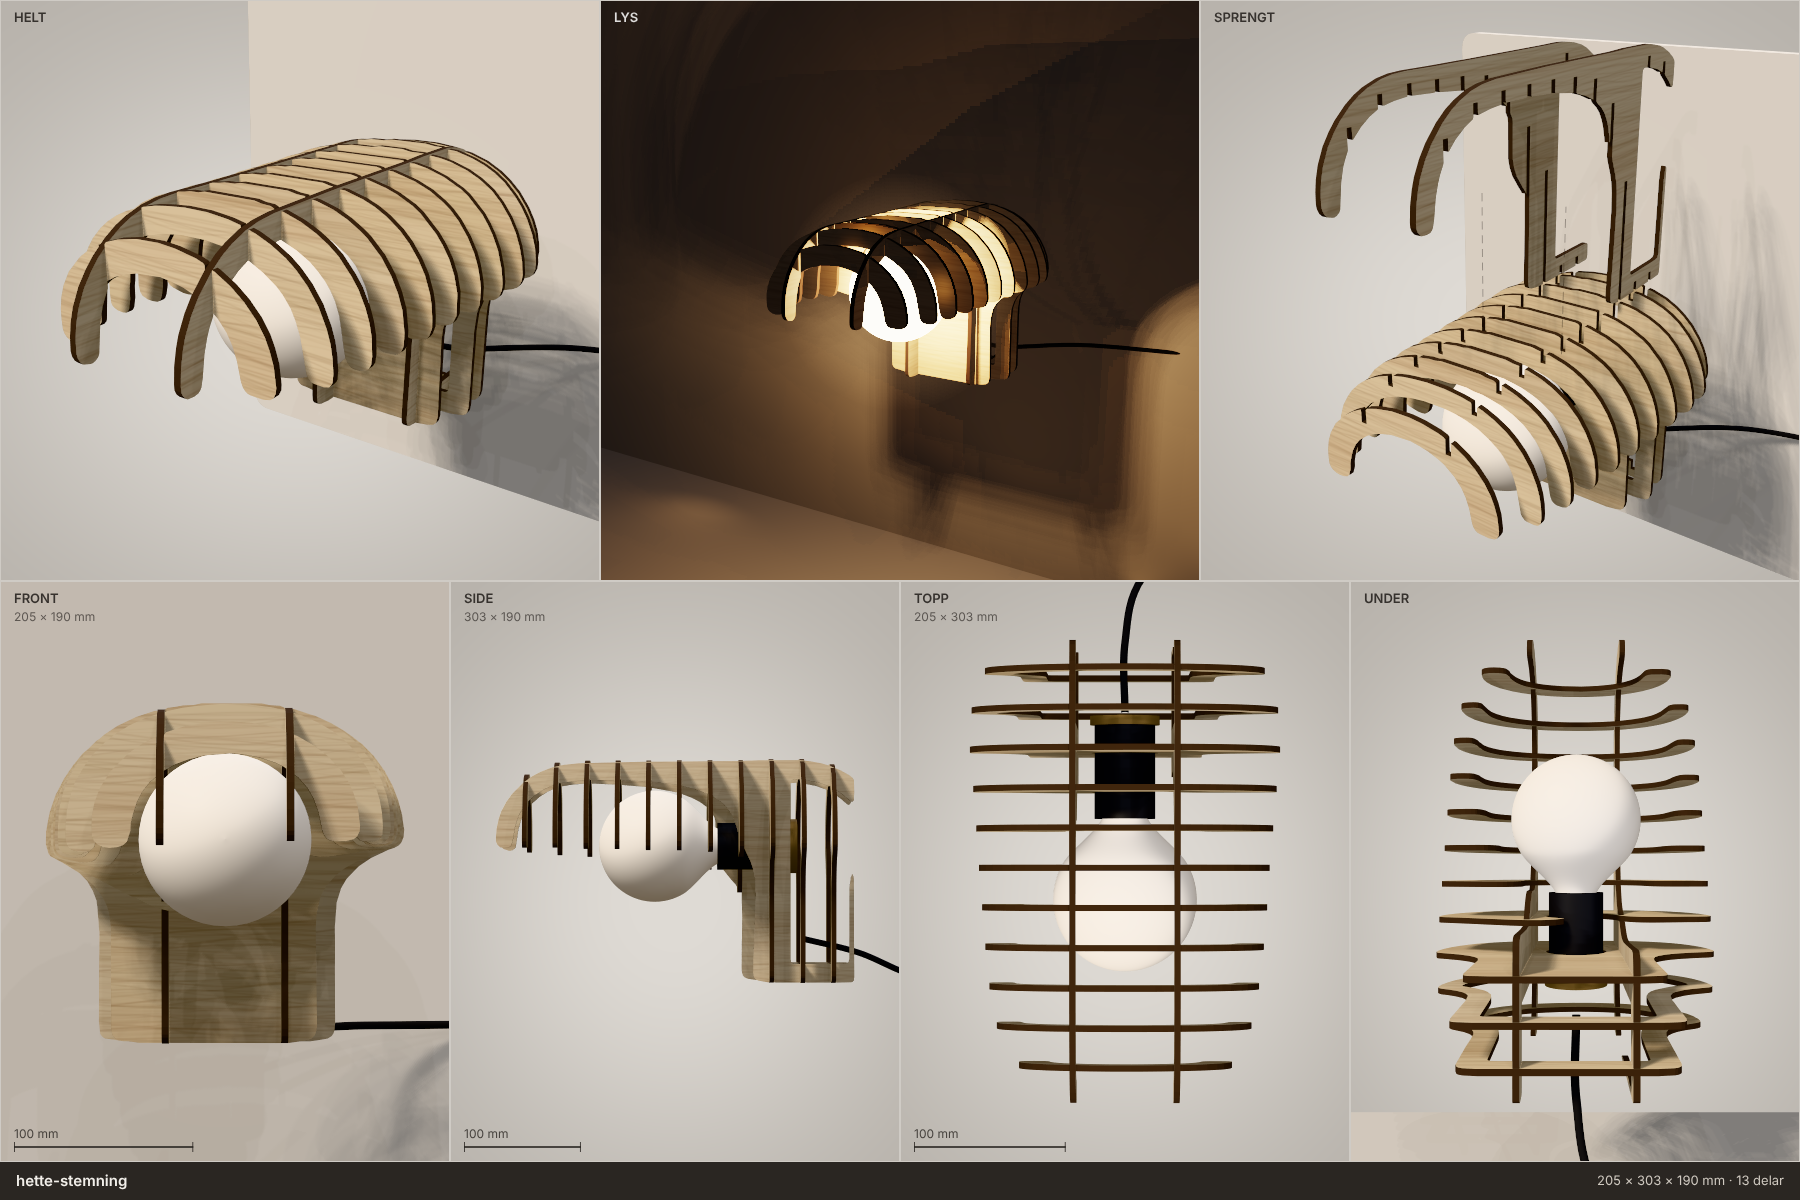 HELT
LYS
SPRENGT
FRONT
205 × 190 mm
SIDE
303 × 190 mm
TOPP
205 × 303 mm
UNDER
100 mm
100 mm
100 mm
hette-stemning
205 × 303 × 190 mm · 13 delar